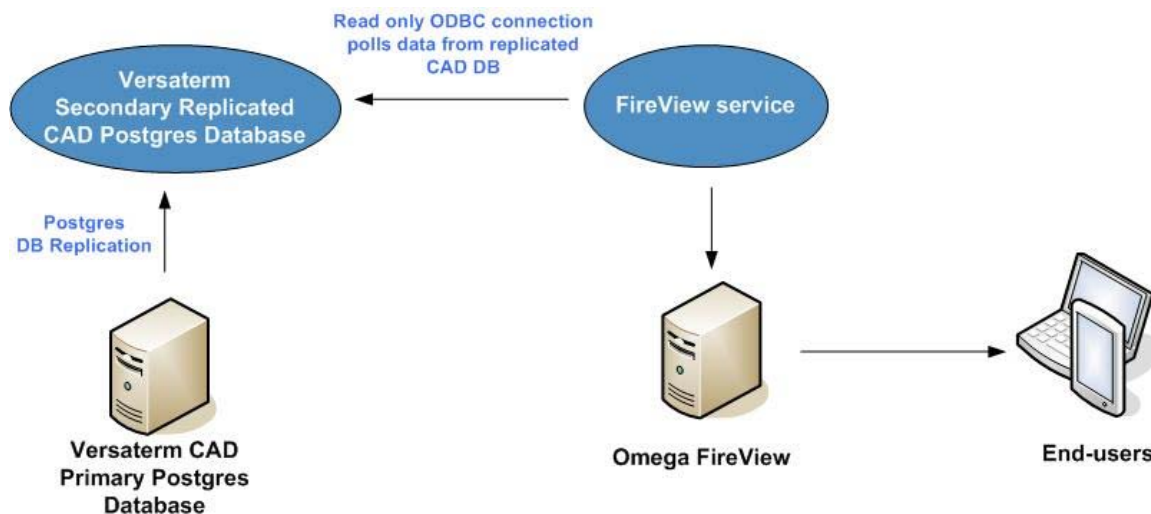 Read only ODBC connection
polls data from replicated
CAD DB
Versaterm
Secondary Replicated
CAD Postgres Database
FireView service
Postgres
DB Replication
Versaterm CAD
Primary Postgres
Database
Omega FireView
End-users